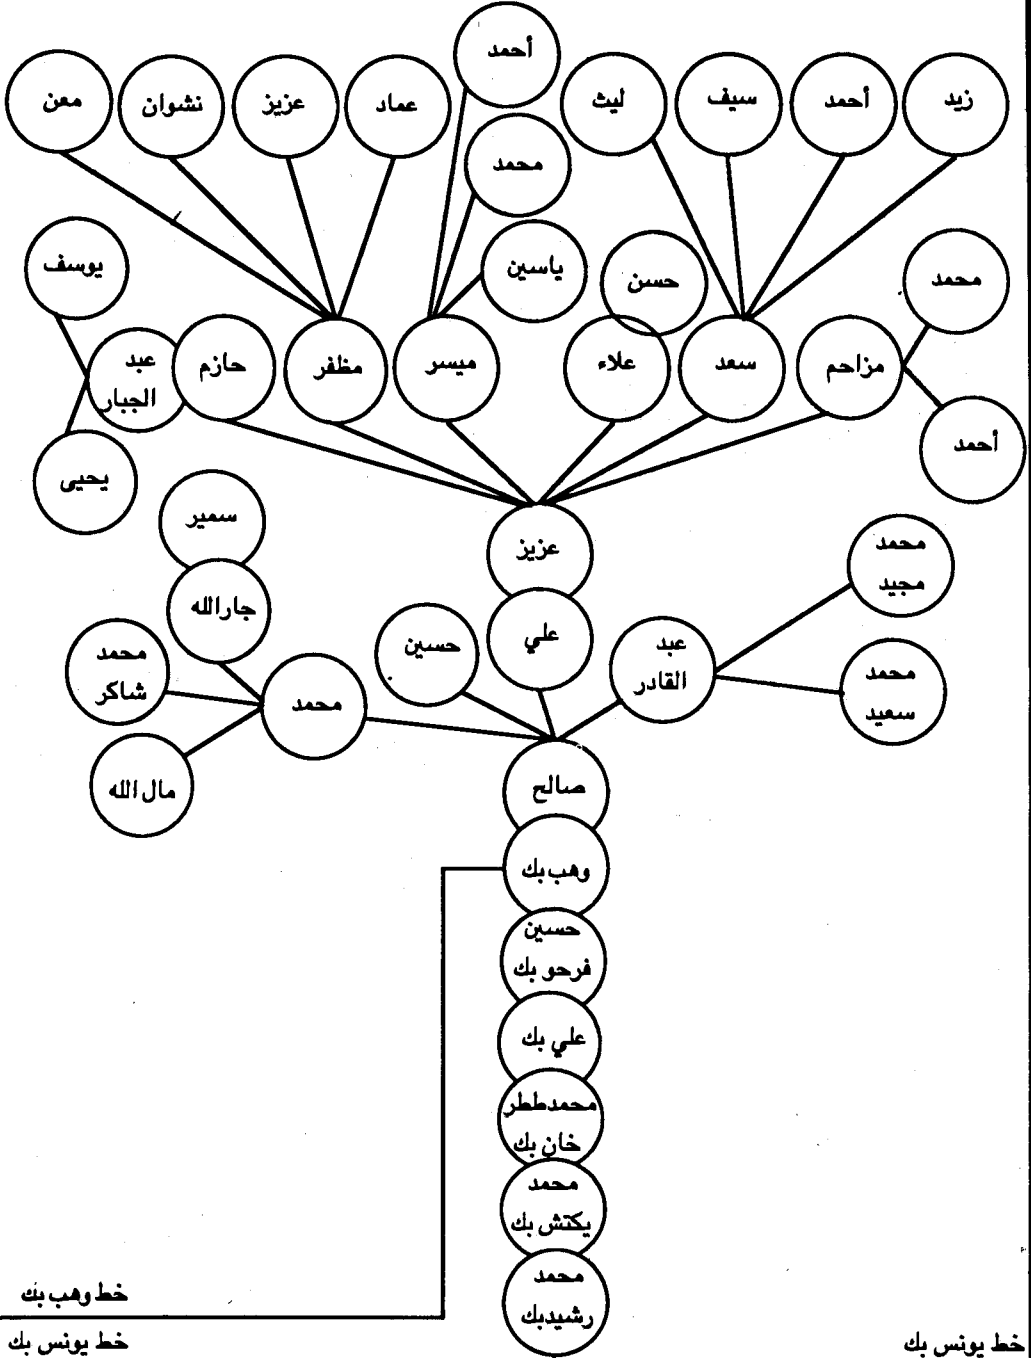 أحمد
زيد
أحمد
سيف
ليث
عماد
عزيز
نشوان
معن
محمد
محمد
حسن
ياسين
يوسف
مزاحم
سعد
علاء
ميسر
مظفر
حازم
عبد
الجبار
أحمد
يحيى
سمير
عزيز
محمد
مجيد
جارالله
علي
حسين
عبد
القادر
محمد
سعيد
محمد
محمد
شاكر
مال الله
صالح
وهب بك
حسين
فرحو بك
علي بك
محمدططر
خان بك
محمد
يكتش بك
محمد
رشيدبك
خط وهب بك
خط يونس بك
خط يونس بك